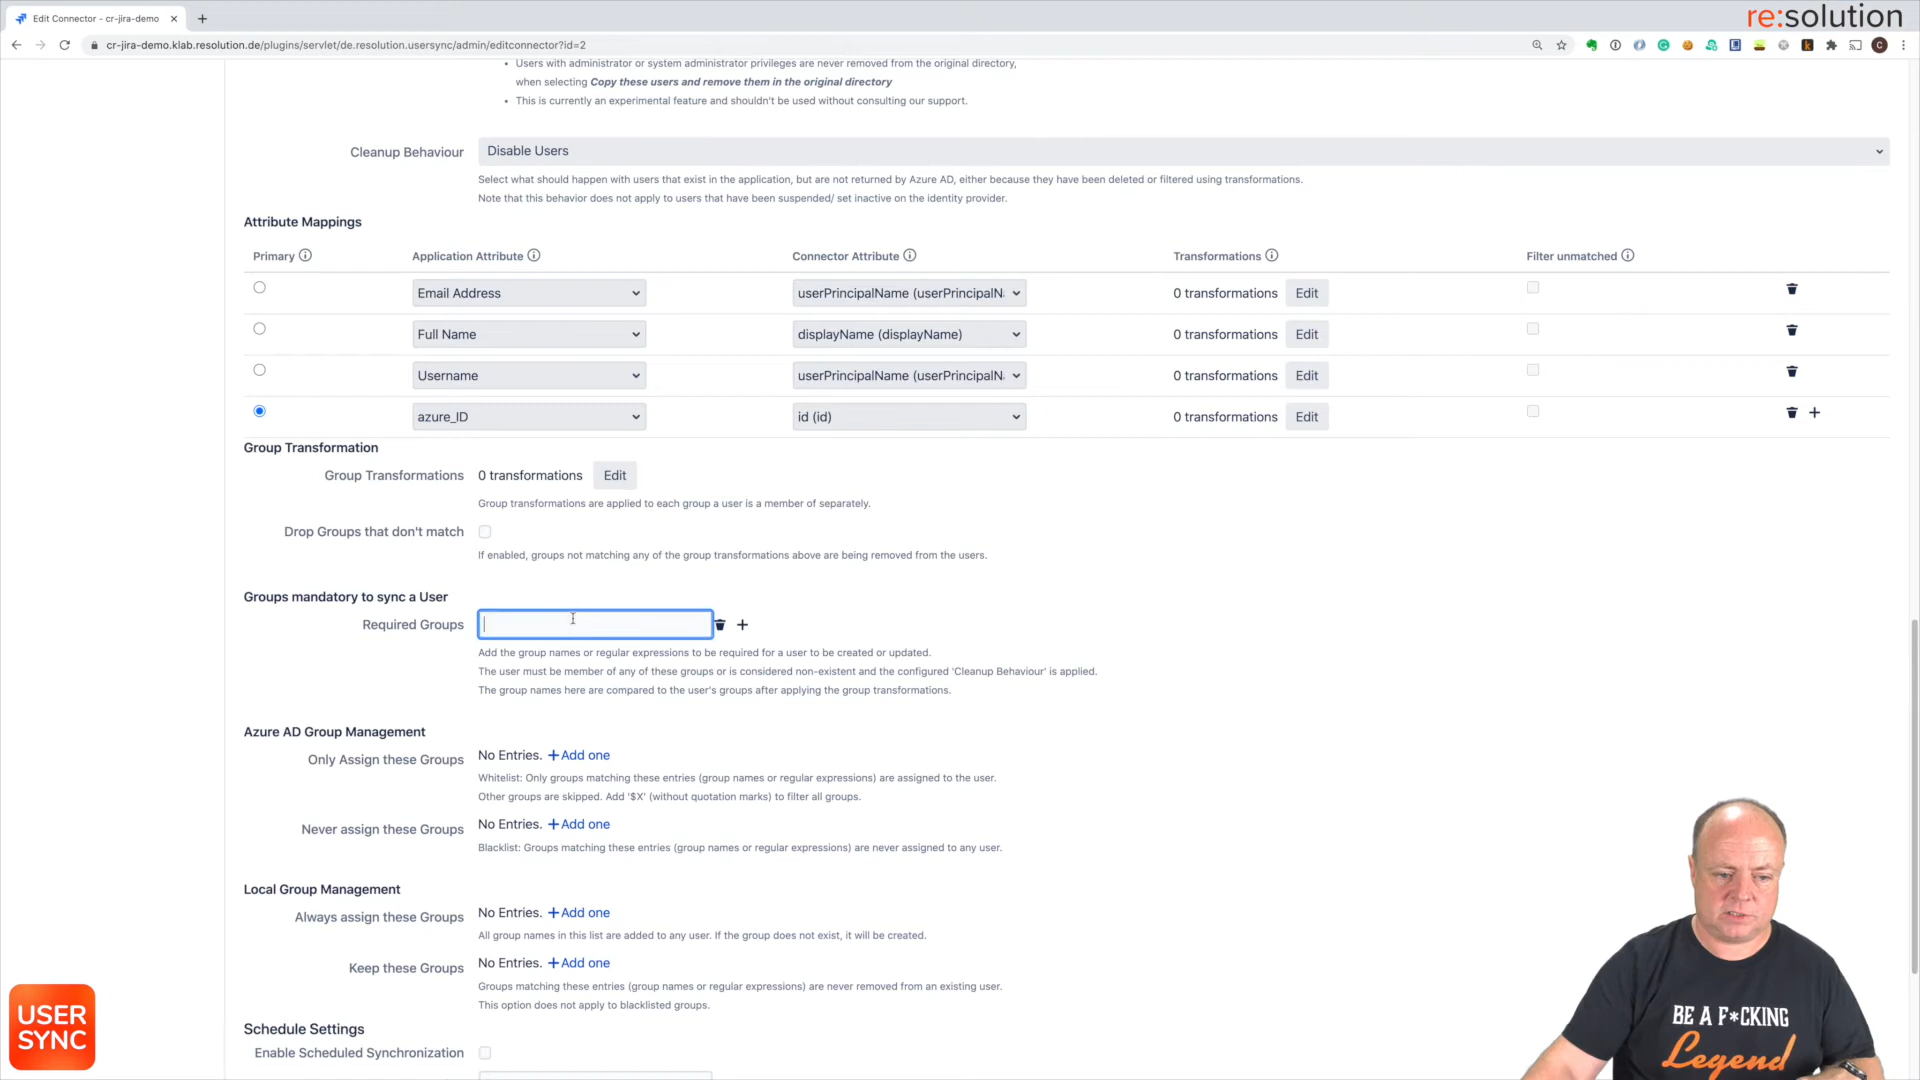 Edit Connector - cr-jira-demo
re:solution
cr-jira-demo.klab.resolution.de/plugins/servlet/de.resolution.usersync/admin/editconnector?id=2
C
• Users with administrator or system administrator privileges are never removed from the original directory,
when selecting Copy these users and remove them in the original directory
• This is currently an experimental feature and shouldn't be used without consulting our support.
Cleanup Behaviour
Disable Users
Select what should happen with users that exist in the application, but are not returned by Azure AD, either because they have been deleted or filtered using transformations.
Note that this behavior does not apply to users that have been suspended/ set inactive on the identity provider.
Attribute Mappings
Primary Application Attribute Connector Attribute Transformations Filter unmatched
Email Address userPrincipalName (userPrincipalN 0 transformations Edit
Full Name displayName (displayName) 0 transformations Edit
Username userPrincipalName (userPrincipalN 0 transformations Edit
azure_ID id (id) 0 transformations Edit
Group Transformation
Group Transformations 0 transformations Edit
Group transformations are applied to each group a user is a member of separately.
Drop Groups that don't match
If enabled, groups not matching any of the group transformations above are being removed from the users.
Groups mandatory to sync a User
Required Groups
Add the group names or regular expressions to be required for a user to be created or updated.
The user must be member of any of these groups or is considered non-existent and the configured 'Cleanup Behaviour' is applied.
The group names here are compared to the user's groups after applying the group transformations.
Azure AD Group Management
Only Assign these Groups No Entries. +Add one
Whitelist: Only groups matching these entries (group names or regular expressions) are assigned to the user.
Other groups are skipped. Add '$X' (without quotation marks) to filter all groups.
Never assign these Groups No Entries. +Add one
Blacklist: Groups matching these entries (group names or regular expressions) are never assigned to any user.
Local Group Management
Always assign these Groups No Entries. +Add one
All group names in this list are added to any user. If the group does not exist, it will be created.
Keep these Groups No Entries. +Add one
Groups matching these entries (group names or regular expressions) are never removed from an existing user.
This option does not apply to blacklisted groups.
Schedule Settings
Enable Scheduled Synchronization
USER
SYNC
BE A F*CKING
Legend